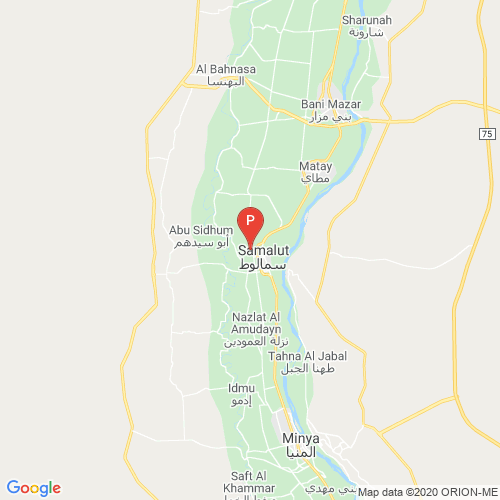 Sharunah
شارونة
Al Bahnasa
البهنسا
Bani Mazar
بني مزار
75
Matay
مطاي
P
Abu Sidhum
أبو سيدهم
Samalut
سمالوط
Nazlat Al
Amudayn
نزلة العمودين
Tahna Al Jabal
طهنا الجبل
Idmu
إدمو
Minya
المنيا
Saft Al
Khammar
بني مهدي
Google
Map data ©2020 ORION-ME